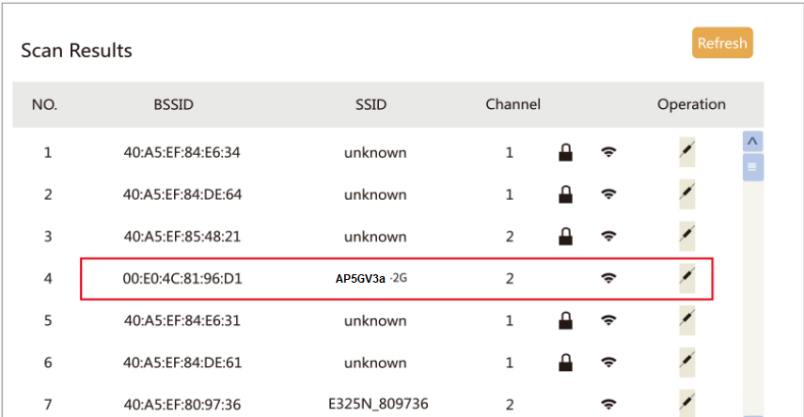 Scan Results
Refresh
NO. BSSID SSID Channel Operation
1 40:A5:EF:84:E6:34 unknown 1
2 40:A5:EF:84:DE:64 unknown 1
3 40:A5:EF:85:48:21 unknown 2
4 00:E0:4C:81:96:D1 AP5GV3a -2G 2
5 40:A5:EF:84:E6:31 unknown 1
6 40:A5:EF:84:DE:61 unknown 1
7 40:A5:EF:80:97:36 E325N_809736 2